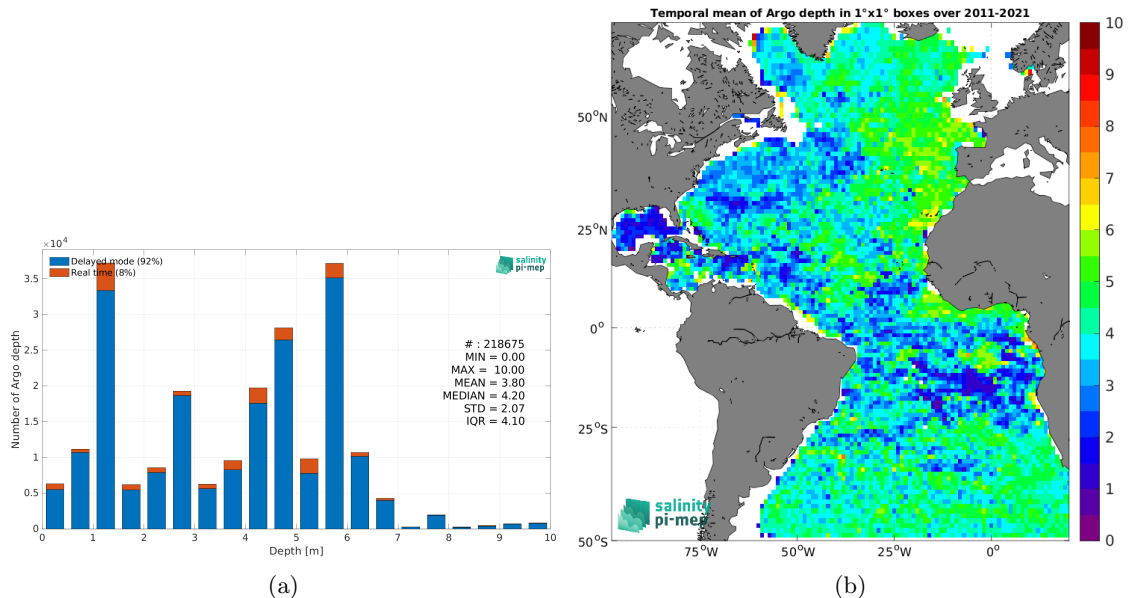 ×10⁴
Delayed mode (92%)
Real time (8%)
salinity
pi-mep
3.5
3
2.5
2
1.5
1
0.5
0
Number of Argo depth
# : 218675
MIN = 0.00
MAX = 10.00
MEAN = 3.80
MEDIAN = 4.20
STD = 2.07
IQR = 4.10
0 1 2 3 4 5 6 7 8 9 10
Depth [m]
(a)
Temporal mean of Argo depth in 1°x1° boxes over 2011-2021
50°N
25°N
0°
25°S
50°S
75°W 50°W 25°W 0°
salinity
pi-mep
10
9
8
7
6
5
4
3
2
1
0
(b)